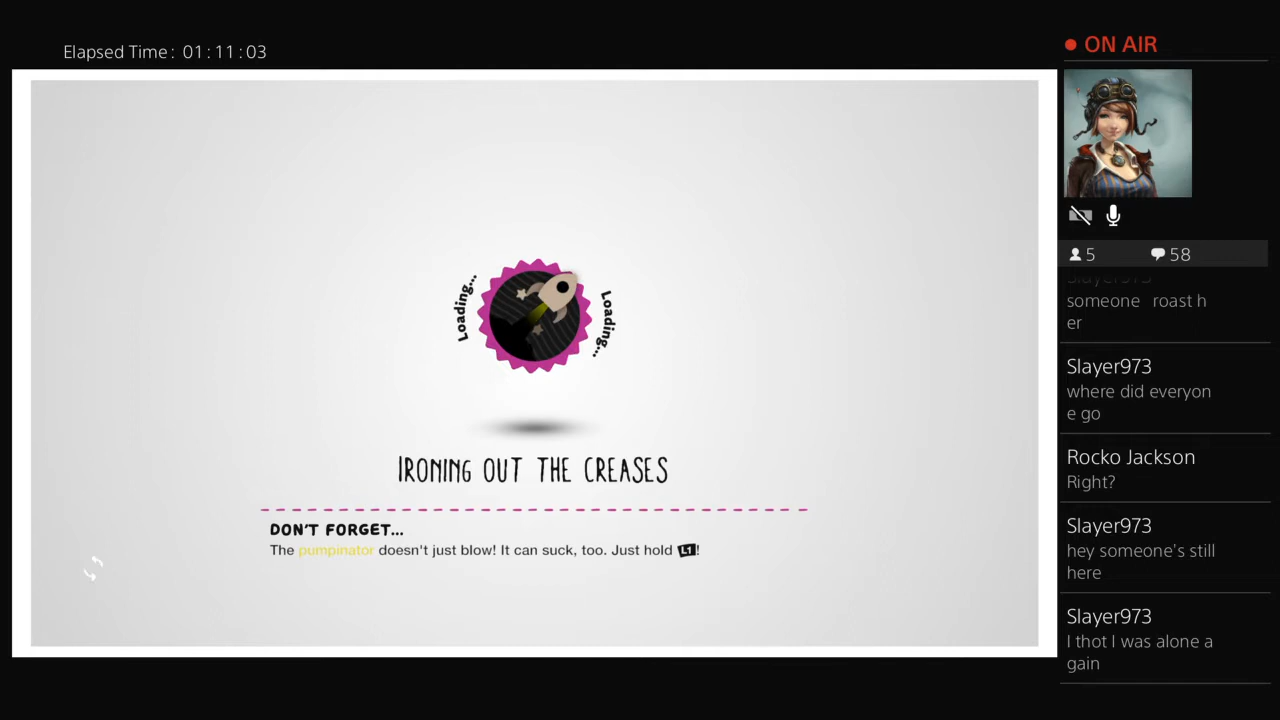 Elapsed Time: 01:11:03
ON AIR
5 58
Loading...
Loading...
IRONING OUT THE CREASES
DON'T FORGET...
The pumpinator doesn't just blow! It can suck, too. Just hold L1!
Slayer973
someone roast h
er
Slayer973
where did everyon
e go
Rocko Jackson
Right?
Slayer973
hey someone's still
here
Slayer973
I thot I was alone a
gain